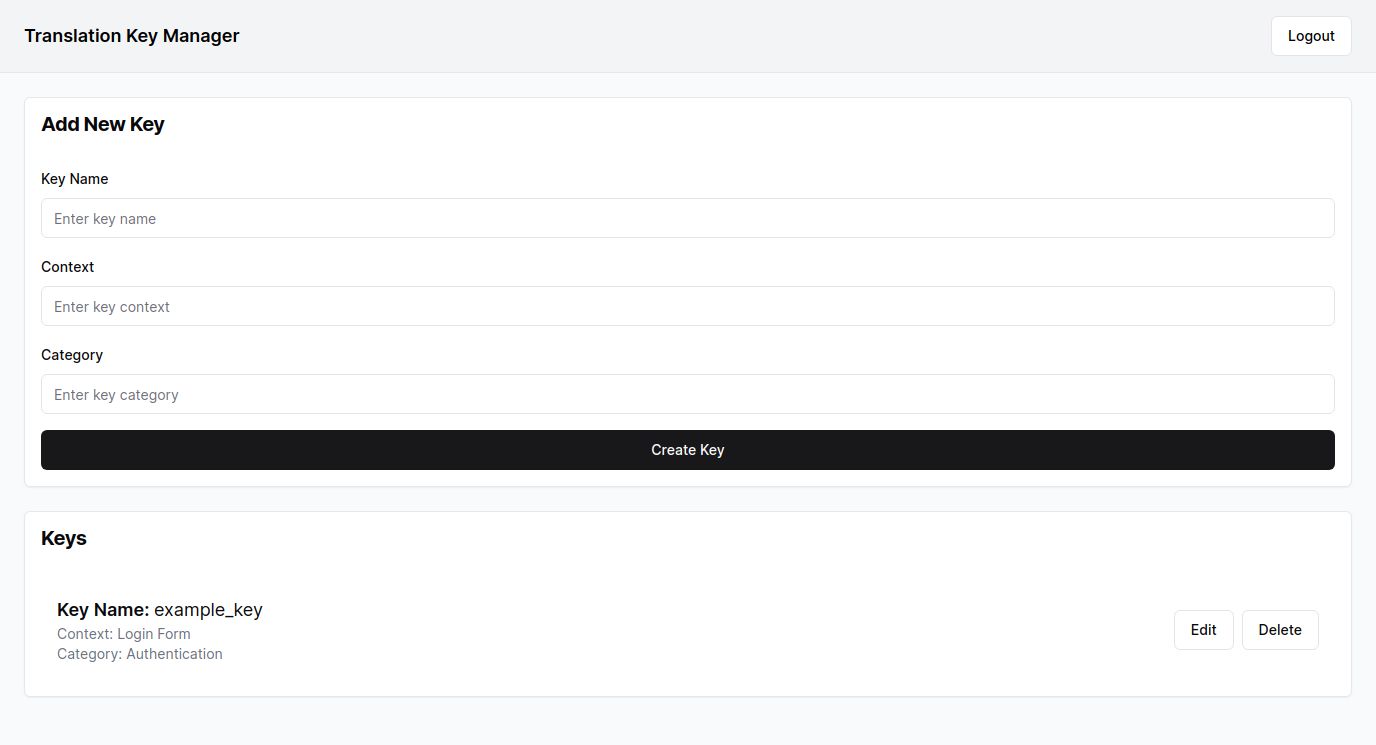 Translation Key Manager
Logout
Add New Key
Key Name
Enter key name
Context
Enter key context
Category
Enter key category
Create Key
Keys
Key Name: example_key
Context: Login Form
Category: Authentication
Edit
Delete